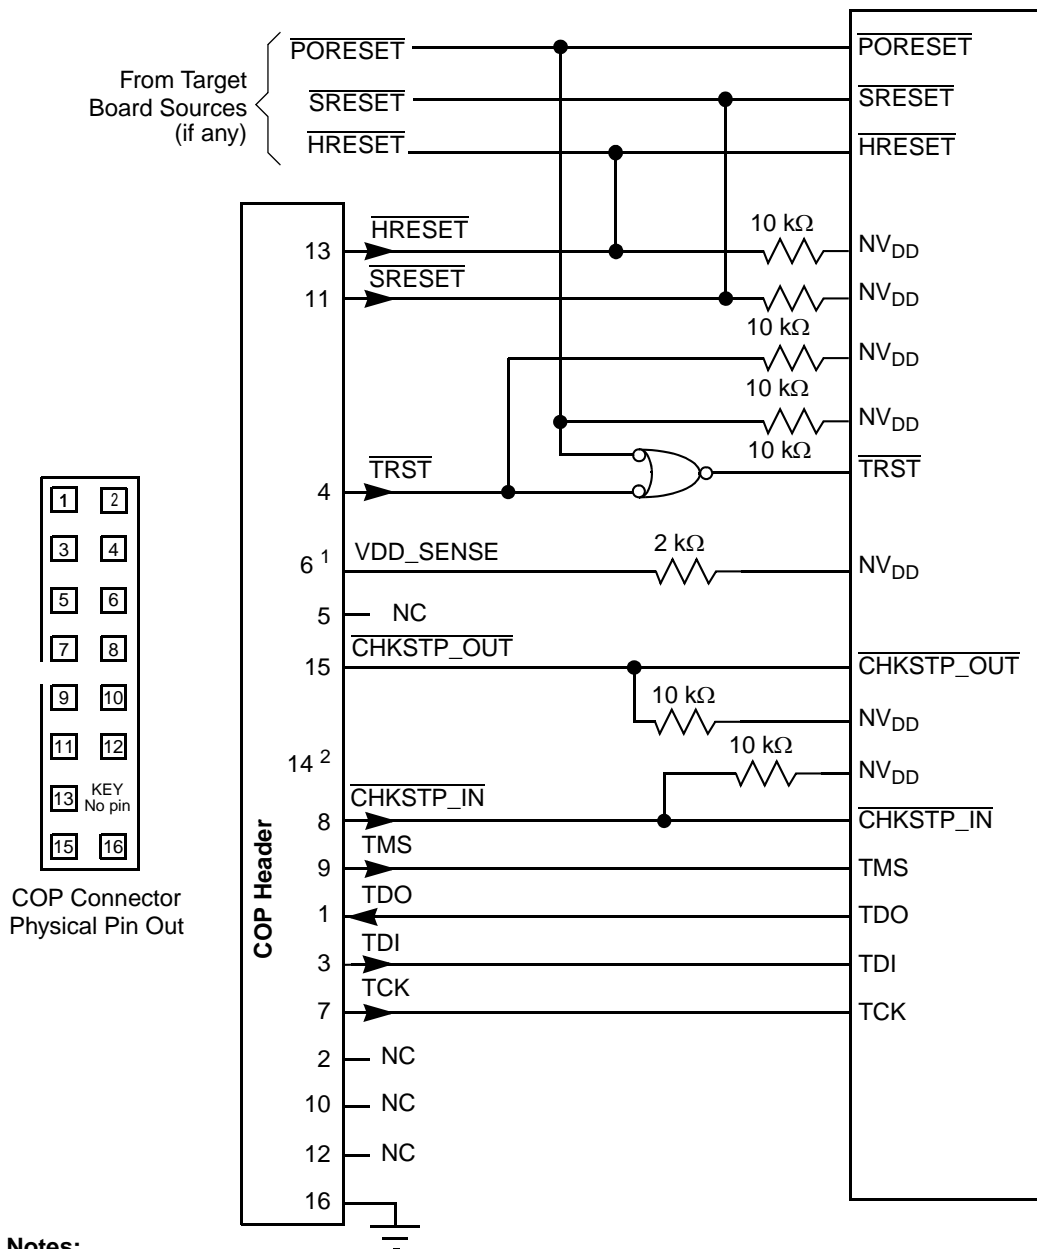 PORESET
PORESET
From Target
Board Sources
(if any)
SRESET
SRESET
HRESET
HRESET
13
HRESET
10 kΩ
NVDD
11
SRESET
10 kΩ
NVDD
10 kΩ
NVDD
10 kΩ
NVDD
4
TRST
TRST
6 1
VDD_SENSE
2 kΩ
NVDD
5
NC
15
CHKSTP_OUT
CHKSTP_OUT
10 kΩ
NVDD
14 2
10 kΩ
NVDD
8
CHKSTP_IN
CHKSTP_IN
9
TMS
TMS
1
TDO
TDO
3
TDI
TDI
7
TCK
TCK
2
NC
10
NC
12
NC
16
COP Header
1 2
3 4
5 6
7 8
9 10
11 12
13 KEY
No pin
15 16
COP Connector
Physical Pin Out
Notes: